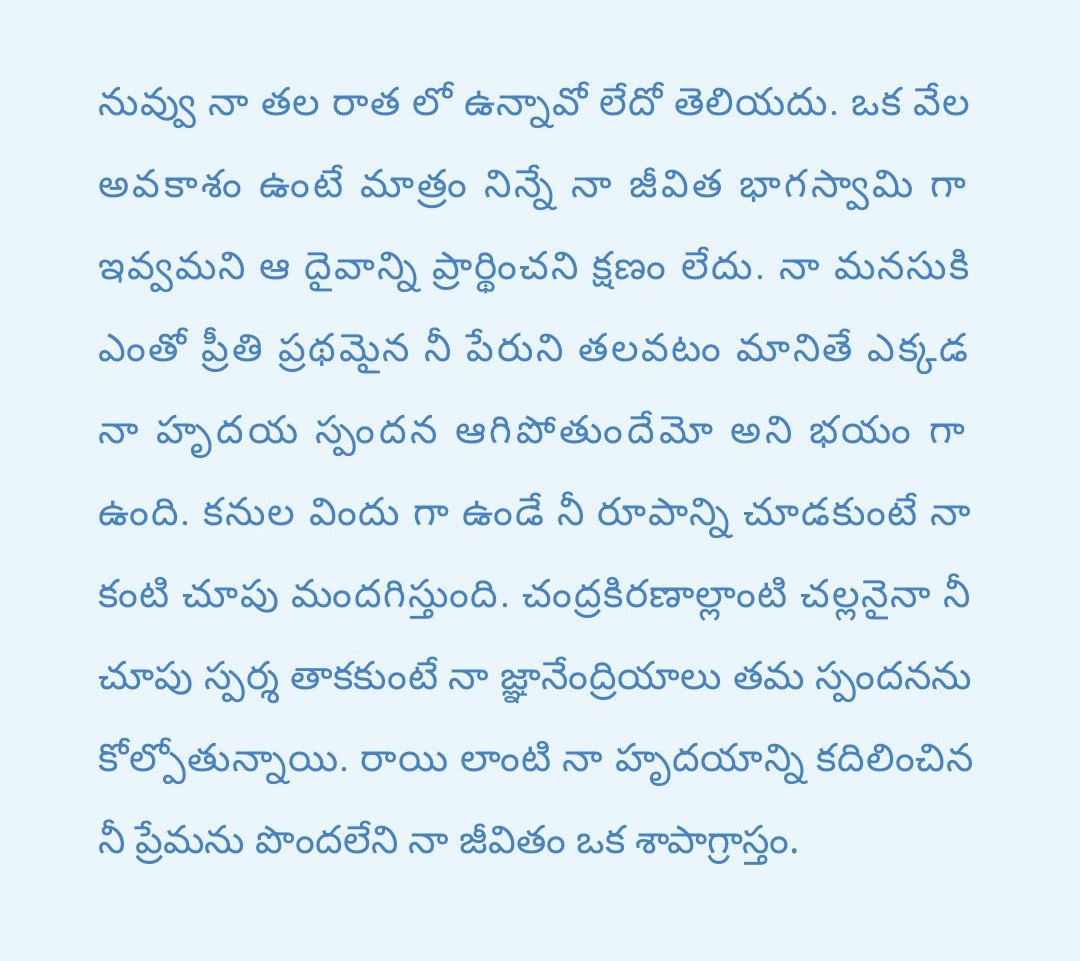 నువ్వు నా తల రాత లో ఉన్నావో లేదో తెలియదు. ఒక వేల
అవకాశం ఉంటే మాత్రం నిన్నే నా జీవిత భాగస్వామి గా
ఇవ్వమని ఆ దైవాన్ని ప్రార్థించని క్షణం లేదు. నా మనసుకి
ఎంతో ప్రీతి ప్రథమైన నీ పేరుని తలవటం మానితే ఎక్కడ
నా హృదయ స్పందన ఆగిపోతుందేమో అని భయం గా
ఉంది. కనుల విందు గా ఉండే నీ రూపాన్ని చూడకుంటే నా
కంటి చూపు మందగిస్తుంది. చంద్రకిరణాల్లాంటి చల్లనైనా నీ
చూపు స్పర్శ తాకకుంటే నా జ్ఞానేంద్రియాలు తమ స్పందనను
కోల్పోతున్నాయి. రాయి లాంటి నా హృదయాన్ని కదిలించిన
నీ ప్రేమను పొందలేని నా జీవితం ఒక శాపాగ్రాస్తం.